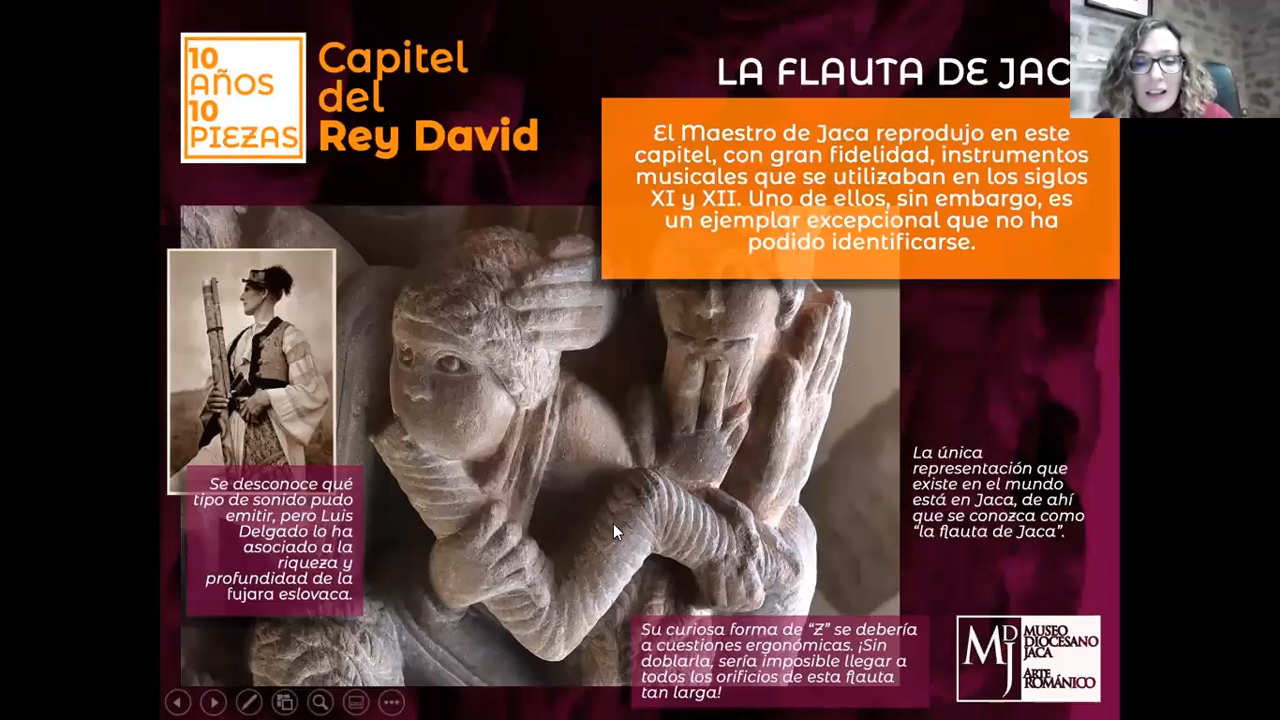 10
AÑOS
10
PIEZAS
Capitel
del
Rey David
LA FLAUTA DE JAC
El Maestro de Jaca reprodujo en este
capitel, con gran fidelidad, instrumentos
musicales que se utilizaban en los siglos
XI y XII. Uno de ellos, sin embargo, es
un ejemplar excepcional que no ha
podido identificarse.
Se desconoce qué
tipo de sonido pudo
emitir, pero Luis
Delgado lo ha
asociado a la
riqueza y
profundidad de la
fujara eslovaca.
La única
representación que
existe en el mundo
está en Jaca, de ahí
que se conozca como
“la flauta de Jaca”.
Su curiosa forma de “Z” se debería
a cuestiones ergonómicas. ¡Sin
doblarla, sería imposible llegar a
todos los orificios de esta flauta
tan larga!
MDJ
MUSEO
DIOCESANO
JACA
ARTE
ROMÁNICO